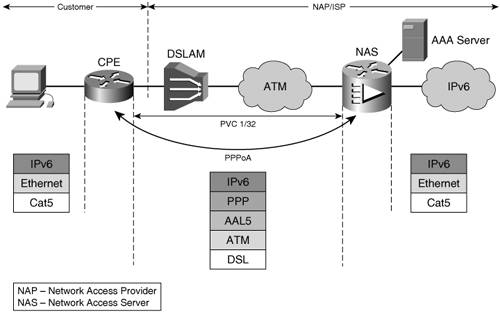 Customer
NAP/ISP
AAA Server
CPE
DSLAM
NAS
ATM
IPv6
PVC 1/32
PPPoA
IPv6
Ethernet
Cat5
IPv6
PPP
AAL5
ATM
DSL
IPv6
Ethernet
Cat5
NAP – Network Access Provider
NAS – Network Access Server